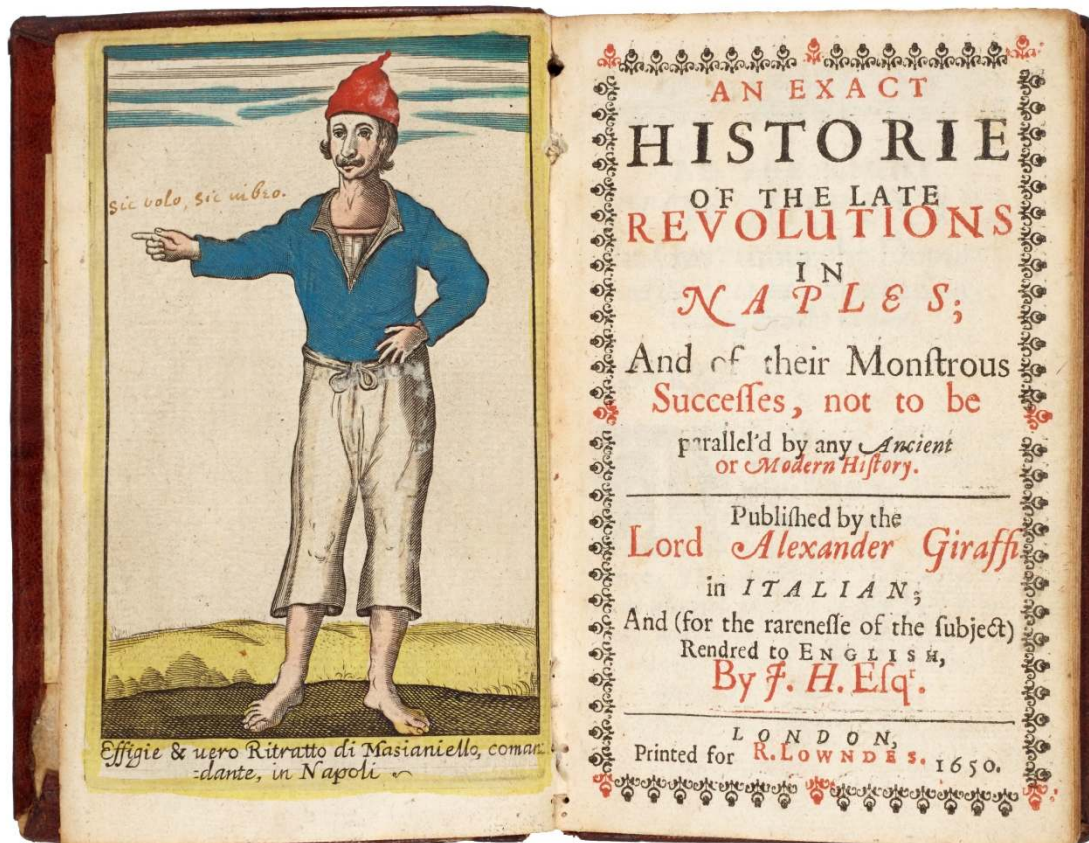 Sic volo, sic iubeo.
Effigie & uero Ritratto di Masianiello, coman
-dante, in Napoli
AN EXACT
HISTORIE
OF THE LATE
REVOLUTIONS
IN
NAPLES;
And of their Monſtrous
Succeſſes, not to be
parallel'd by any Ancient
or Modern Hiſtory.
Publiſhed by the
Lord Alexander Giraffi
in ITALIAN;
And (for the rareneſſe of the ſubject)
Rendred to ENGLISH,
By J. H. Eſqr.
LONDON,
Printed for R. LOWNDES. 1650.